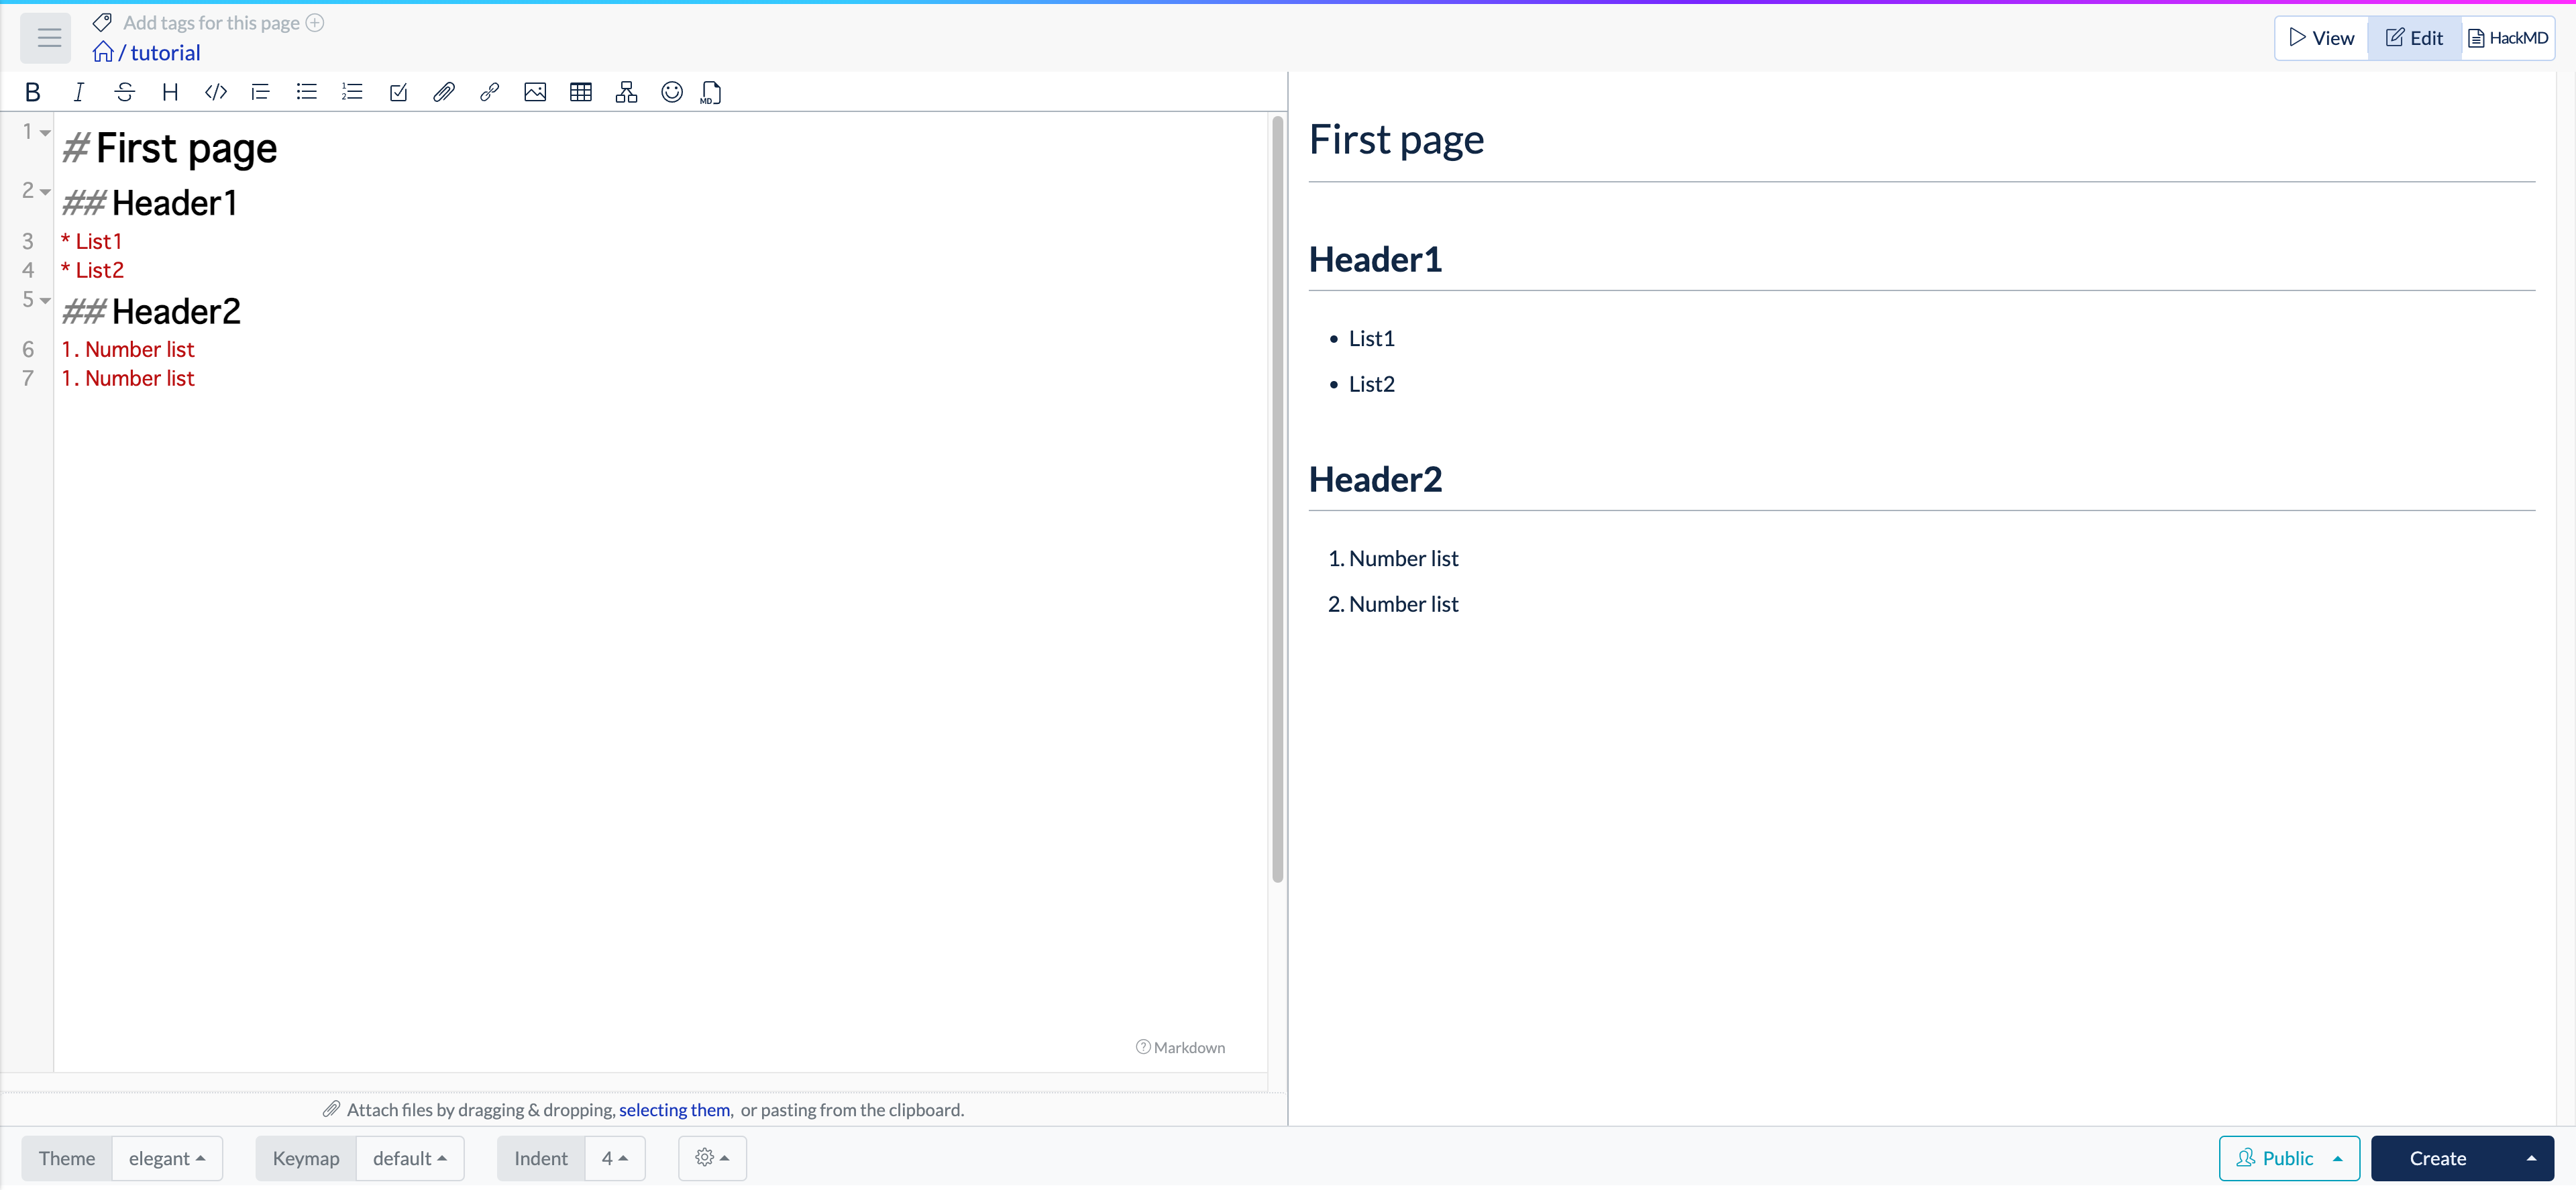 Add tags for this page
/ tutorial
View Edit HackMD
B I S H </> MD
1 # First page
2 ## Header1
3 * List1
4 * List2
5 ## Header2
6 1. Number list
7 1. Number list
Markdown
Attach files by dragging & dropping, selecting them, or pasting from the clipboard.
First page
Header1
• List1
• List2
Header2
1. Number list
2. Number list
Theme elegant Keymap default Indent 4
Public Create